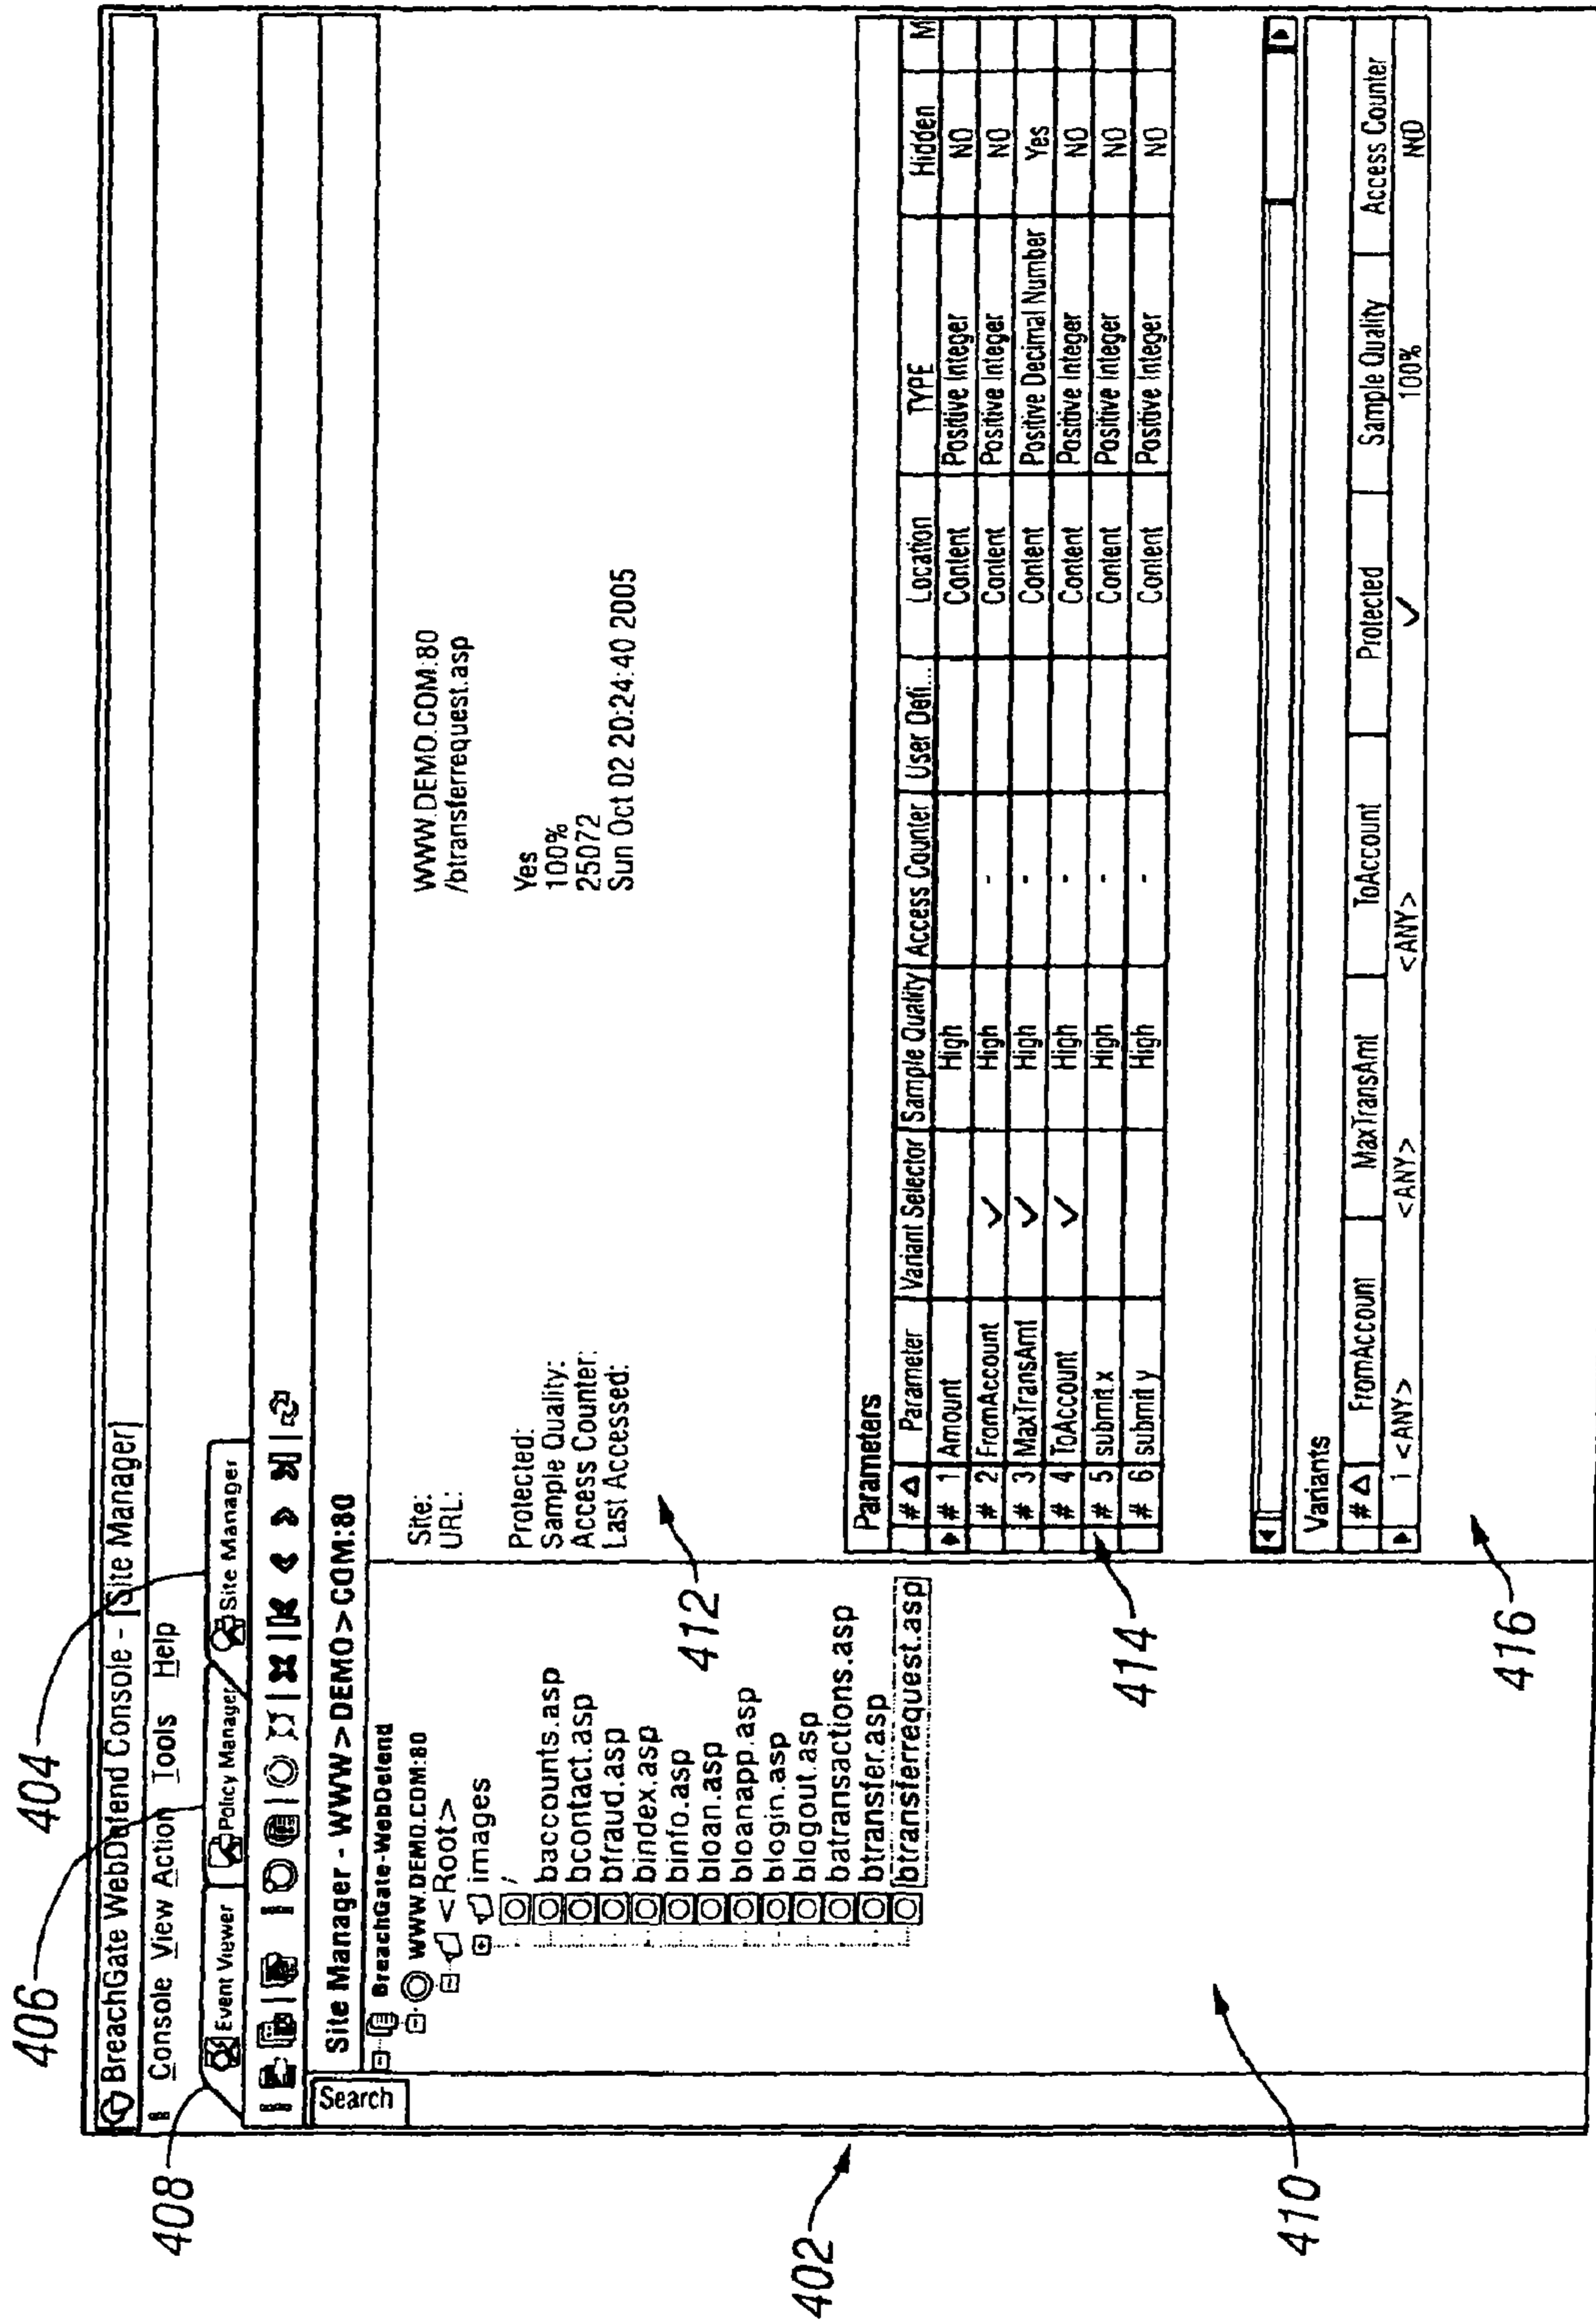 404
406
408
BreachGate WebDefend Console - [Site Manager]
Console View Action Tools Help
Event Viewer Policy Manager Site Manager
Site Manager - WWW>DEMO>COM:80
Search
BreachGate-WebDefend
WWW.DEMO.COM:80
<Root>
images
/
baccounts.asp
bcontact.asp
bfraud.asp
bindex.asp
binfo.asp
bloan.asp
bloanapp.asp
blogin.asp
blogout.asp
batransactions.asp
btransfer.asp
btransferrequest.asp
402
410
Site: WWW.DEMO.COM:80
URL: /btransferrequest.asp
Protected: Yes
Sample Quality: 100%
Access Counter: 25072
Last Accessed: Sun Oct 02 20:24:40 2005
412
Parameters
# Parameter Variant Selector Sample Quality Access Counter User Defi... Location TYPE Hidden M
# 1 Amount High Content Positive Integer NO
# 2 FromAccount ✓ High - Content Positive Integer NO
# 3 MaxTransAmt ✓ High - Content Positive Decimal Number Yes
# 4 ToAccount ✓ High - Content Positive Integer NO
# 5 submit.x High - Content Positive Integer NO
# 6 submit y High - Content Positive Integer NO
414
Variants
# FromAccount MaxTransAmt ToAccount Protected Sample Quality Access Counter
1 <ANY> <ANY> <ANY> ✓ 100%
416